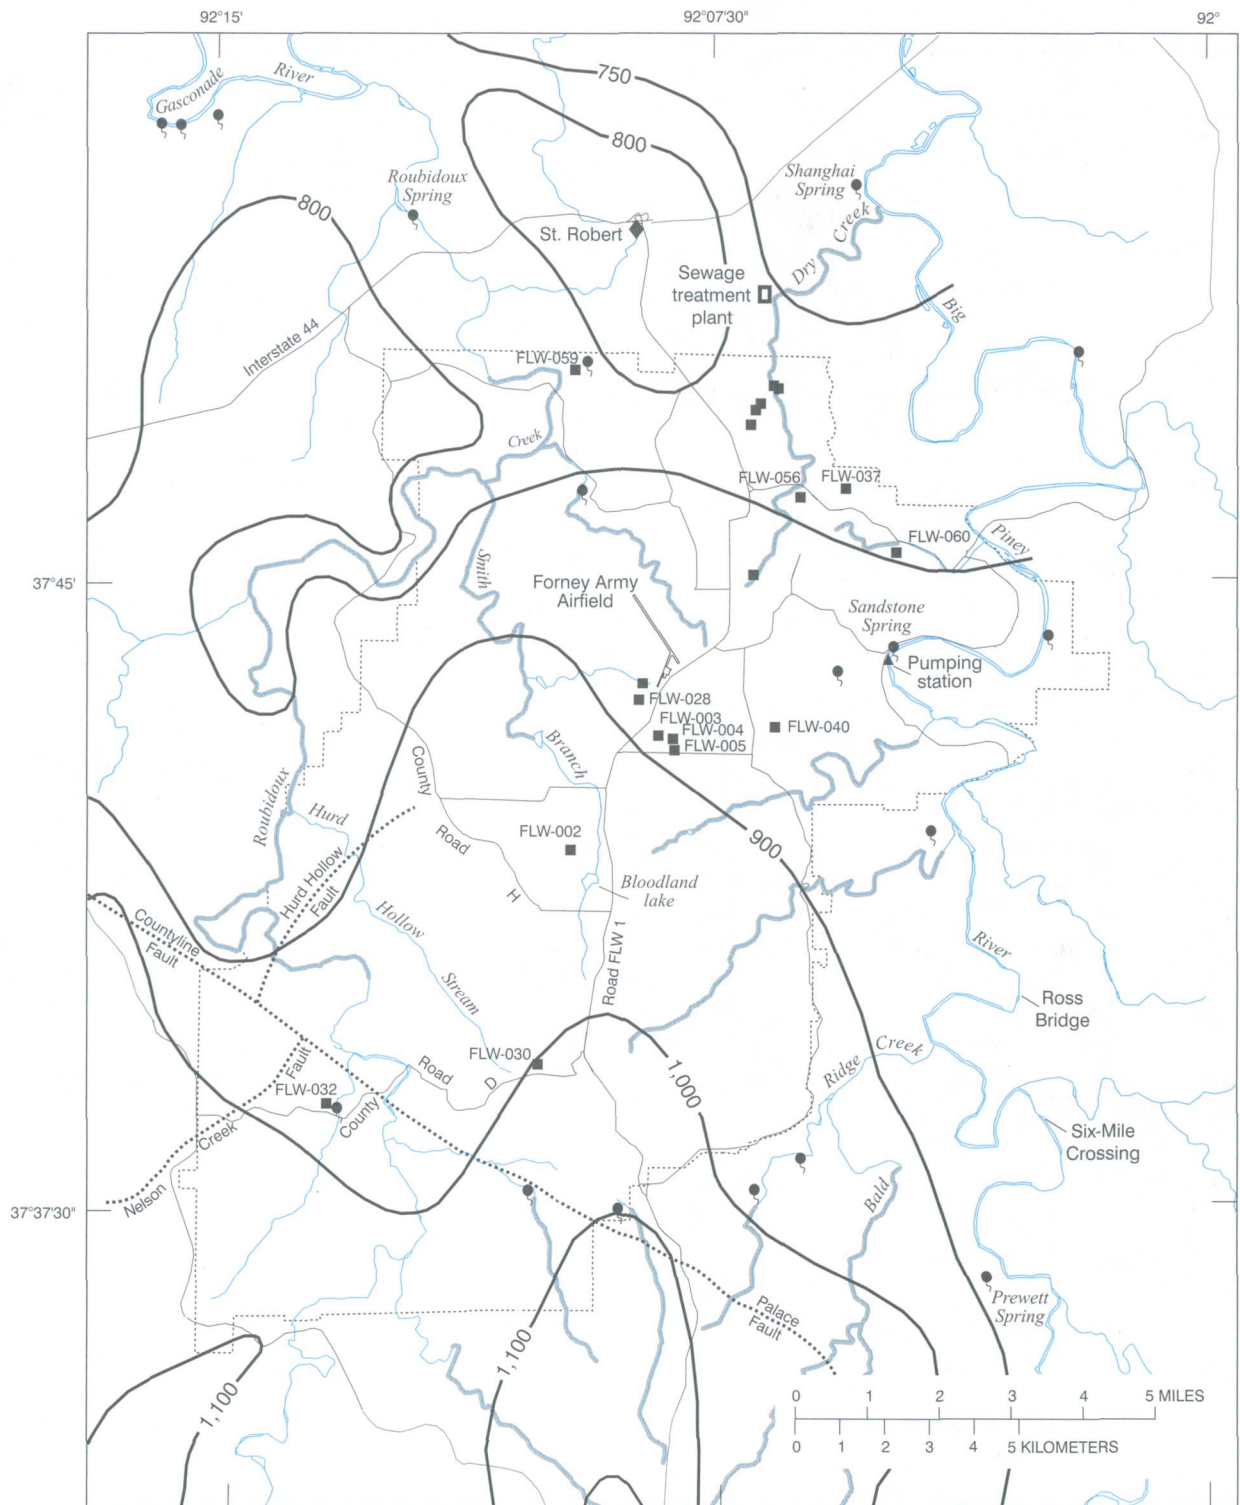 92°15'
92°07'30"
92°
750
Gasconade
River
800
Shanghai
Spring
Roubidoux
Spring
800
Creek
St. Robert
Dry
Sewage
treatment
plant
Big
Interstate 44
FLW-059
Creek
FLW-056
FLW-037
FLW-060
Piney
Smith
37°45'
Forney Army
Airfield
Sandstone
Spring
Pumping
station
FLW-028
FLW-003
FLW-004
FLW-005
FLW-040
Branch
County
Roubidoux
Hurd
FLW-002
Road
900
Hurd Hollow
Fault
H
Bloodland
lake
Countyline
Fault
Hollow
River
Road FLW 1
Stream
Ross
Bridge
Creek
FLW-030
Ridge
Road
D
1,000
Fault
FLW-032
County
Creek
Six-Mile
Crossing
Nelson
Bald
37°37'30"
Prewett
Spring
Palace
Fault
1,100
1,100
0 1 2 3 4 5 MILES
0 1 2 3 4 5 KILOMETERS